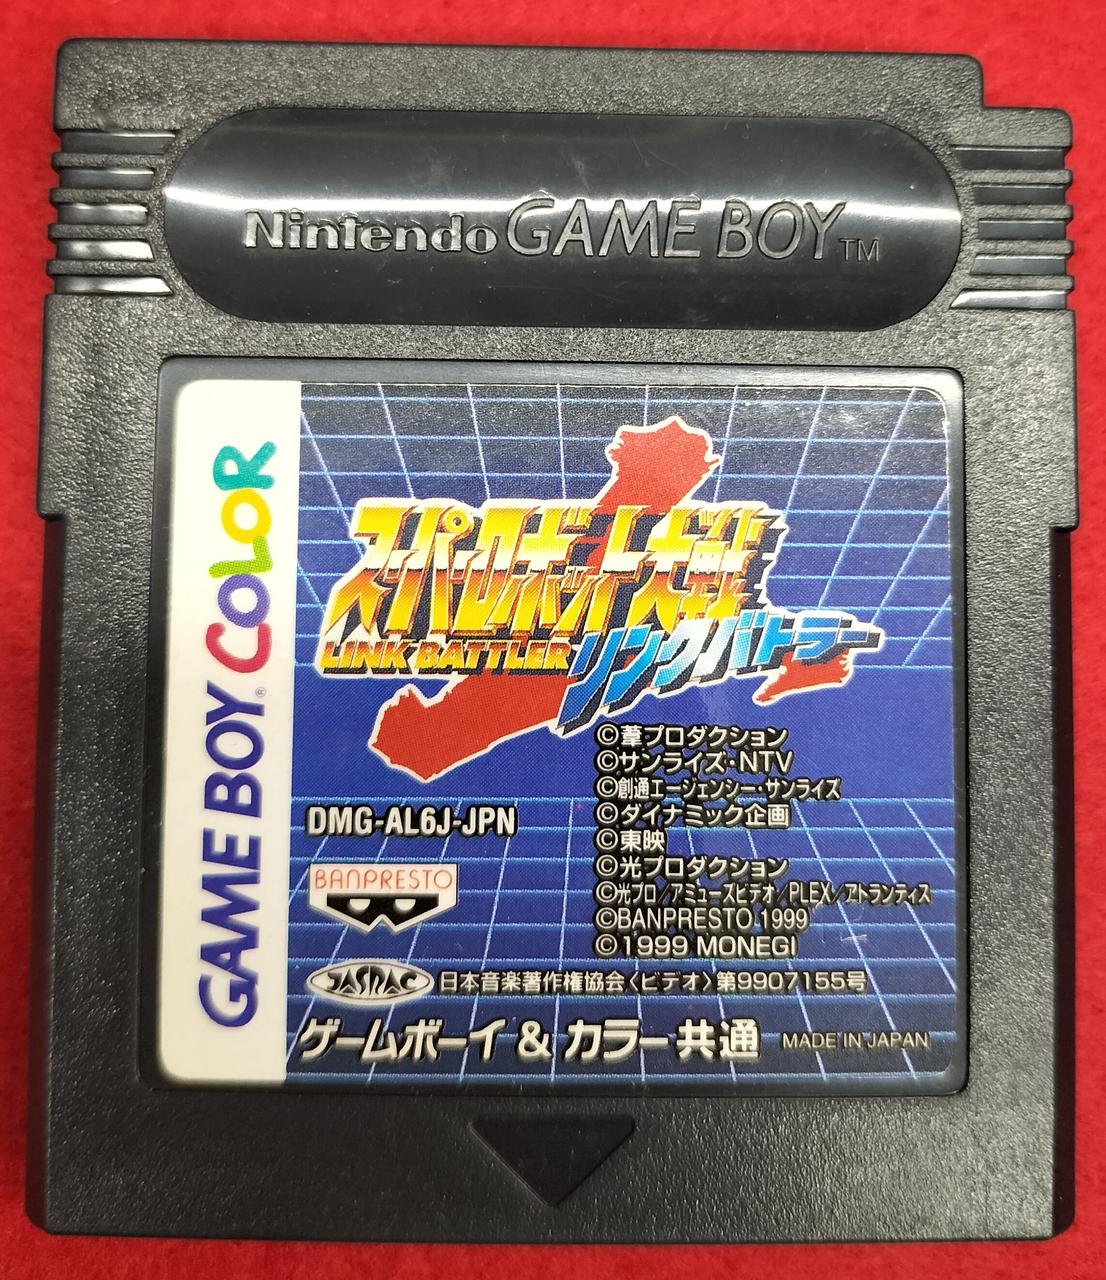 Nintendo GAME BOY TM
GAME BOY® COLOR
スーパーロボット大戦
LINK BATTLER リンクバトラー
©葦プロダクション
©サンライズ・NTV
©創通エージェンシー・サンライズ
DMG-AL6J-JPN
©ダイナミック企画
©東映
©光プロダクション
BANPRESTO
©光プロ/アミューズビデオ/PLEX/アトランティス
©BANPRESTO 1999
©1999 MONEGI
JASRAC 日本音楽著作権協会〈ビデオ〉第9907155号
ゲームボーイ & カラー共通 MADE IN JAPAN